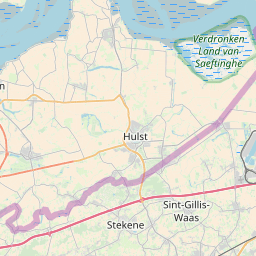 Verdronken
Land van
Saeftinghe
n
Hulst
Sint-Gillis-
Waas
Stekene